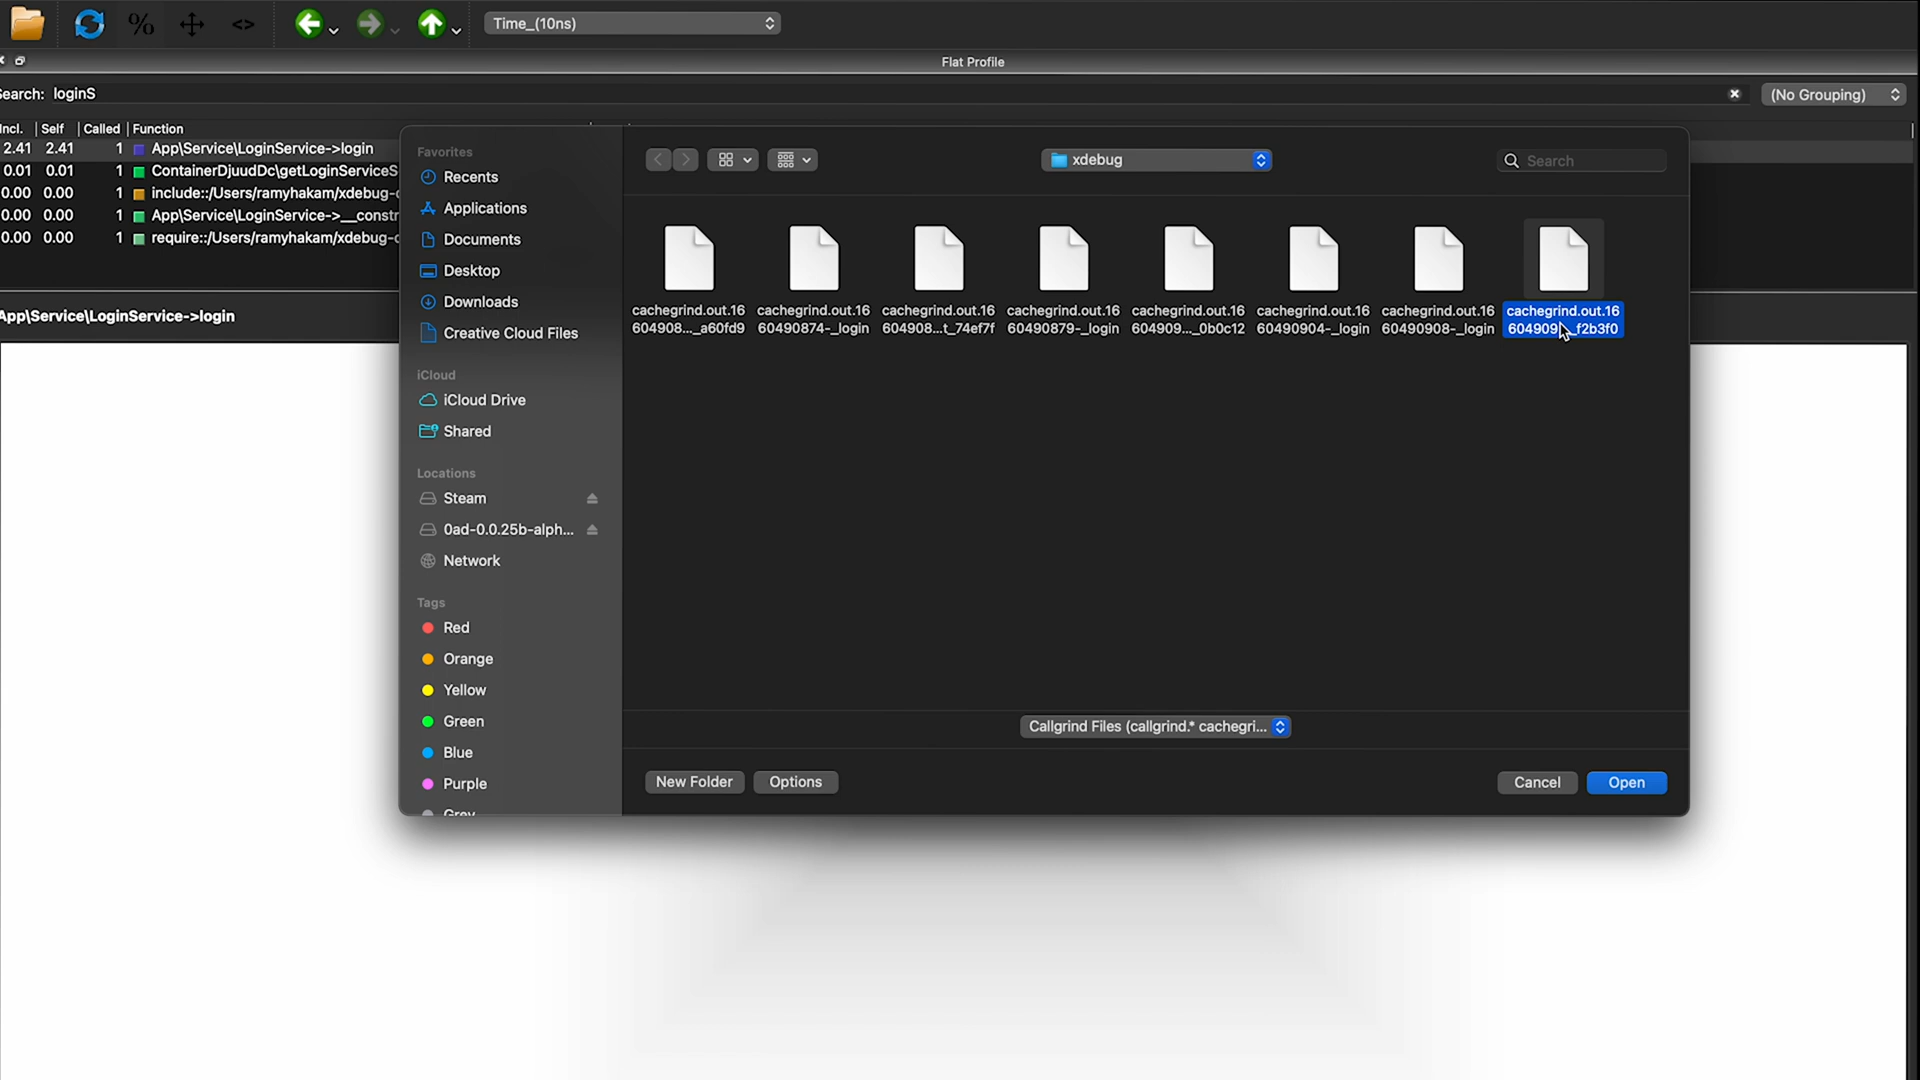 %
<>
Time_(10ns)
Flat Profile
Search: loginS
(No Grouping)
Incl. Self Called Function
2.41 2.41 1 App\Service\LoginService->login
0.01 0.01 1 ContainerDjuudDc\getLoginServiceS
0.00 0.00 1 include::/Users/ramyhakam/xdebug-
0.00 0.00 1 App\Service\LoginService->__constr
0.00 0.00 1 require::/Users/ramyhakam/xdebug-
App\Service\LoginService->login
Favorites
Recents
Applications
Documents
Desktop
Downloads
Creative Cloud Files
iCloud
iCloud Drive
Shared
Locations
Steam
0ad-0.0.25b-alph...
Network
Tags
Red
Orange
Yellow
Green
Blue
Purple
Grey
xdebug
Search
cachegrind.out.16
604908..._a60fd9
cachegrind.out.16
60490874-_login
cachegrind.out.16
604908...t_74ef7f
cachegrind.out.16
60490879-_login
cachegrind.out.16
604909..._0b0c12
cachegrind.out.16
60490904-_login
cachegrind.out.16
60490908-_login
cachegrind.out.16
604909 _f2b3f0
Callgrind Files (callgrind.* cachegri...
New Folder
Options
Cancel
Open